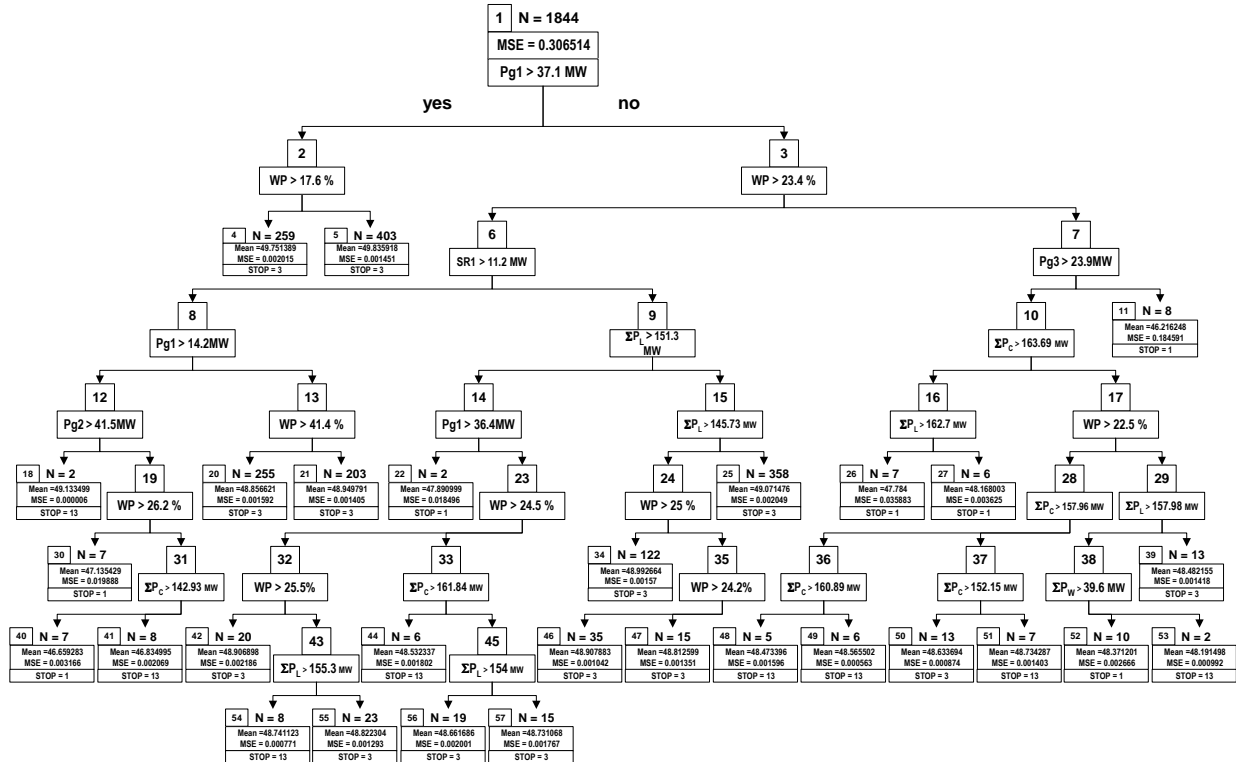 1 N = 1844
MSE = 0.306514
Pg1 > 37.1 MW
yes no
2 3
WP > 17.6 % WP > 23.4 %
4 N = 259 5 N = 403
Mean =49.751389 Mean =49.835918
MSE = 0.002015 MSE = 0.001451
STOP = 3 STOP = 3
6 7
SR1 > 11.2 MW Pg3 > 23.9MW
8 9 10 11 N = 8
Pg1 > 14.2MW ΣPL > 151.3 MW ΣPC > 163.69 MW Mean =46.216248
MSE = 0.184591
STOP = 1
12 13 14 15 16 17
Pg2 > 41.5MW WP > 41.4 % Pg1 > 36.4MW ΣPL > 145.73 MW ΣPL > 162.7 MW WP > 22.5 %
18 N = 2 19 20 N = 255 21 N = 203 22 N = 2 23 24 25 N = 358 26 N = 7 27 N = 6 28 29
Mean =49.133499 Mean =48.856621 Mean =48.949791 Mean =47.890999 Mean =49.071476 Mean =47.784 Mean =48.168003
MSE = 0.000006 MSE = 0.001592 MSE = 0.001405 MSE = 0.018496 MSE = 0.002049 MSE = 0.035883 MSE = 0.003625
STOP = 13 STOP = 3 STOP = 3 STOP = 1 STOP = 3 STOP = 1 STOP = 1
WP > 26.2 % WP > 24.5 % WP > 25 % ΣPC > 157.96 MW ΣPL > 157.98 MW
30 N = 7 31 32 33 34 N = 122 35 36 37 38 39 N = 13
Mean =47.135429 Mean =48.992664 Mean =48.482155
MSE = 0.019888 MSE = 0.00157 MSE = 0.001418
STOP = 1 STOP = 3 STOP = 3
ΣPC > 142.93 MW WP > 25.5% ΣPC > 161.84 MW WP > 24.2% ΣPC > 160.89 MW ΣPC > 152.15 MW ΣPW > 39.6 MW
40 N = 7 41 N = 8 42 N = 20 43 44 N = 6 45 46 N = 35 47 N = 15 48 N = 5 49 N = 6 50 N = 13 51 N = 7 52 N = 10 53 N = 2
Mean =46.659283 Mean =46.834995 Mean =48.906898 Mean =48.532337 Mean =48.907883 Mean =48.812599 Mean =48.473396 Mean =48.565502 Mean =48.633694 Mean =48.734287 Mean =48.371201 Mean =48.191498
MSE = 0.003166 MSE = 0.002069 MSE = 0.002186 MSE = 0.001802 MSE = 0.001042 MSE = 0.001351 MSE = 0.001596 MSE = 0.000563 MSE = 0.000874 MSE = 0.001403 MSE = 0.002666 MSE = 0.000992
STOP = 1 STOP = 13 STOP = 3 STOP = 13 STOP = 3 STOP = 3 STOP = 13 STOP = 13 STOP = 3 STOP = 13 STOP = 1 STOP = 13
ΣPL > 155.3 MW ΣPL > 154 MW
54 N = 8 55 N = 23 56 N = 19 57 N = 15
Mean =48.741123 Mean =48.822304 Mean =48.661686 Mean =48.731068
MSE = 0.000771 MSE = 0.001293 MSE = 0.002001 MSE = 0.001767
STOP = 13 STOP = 3 STOP = 3 STOP = 3